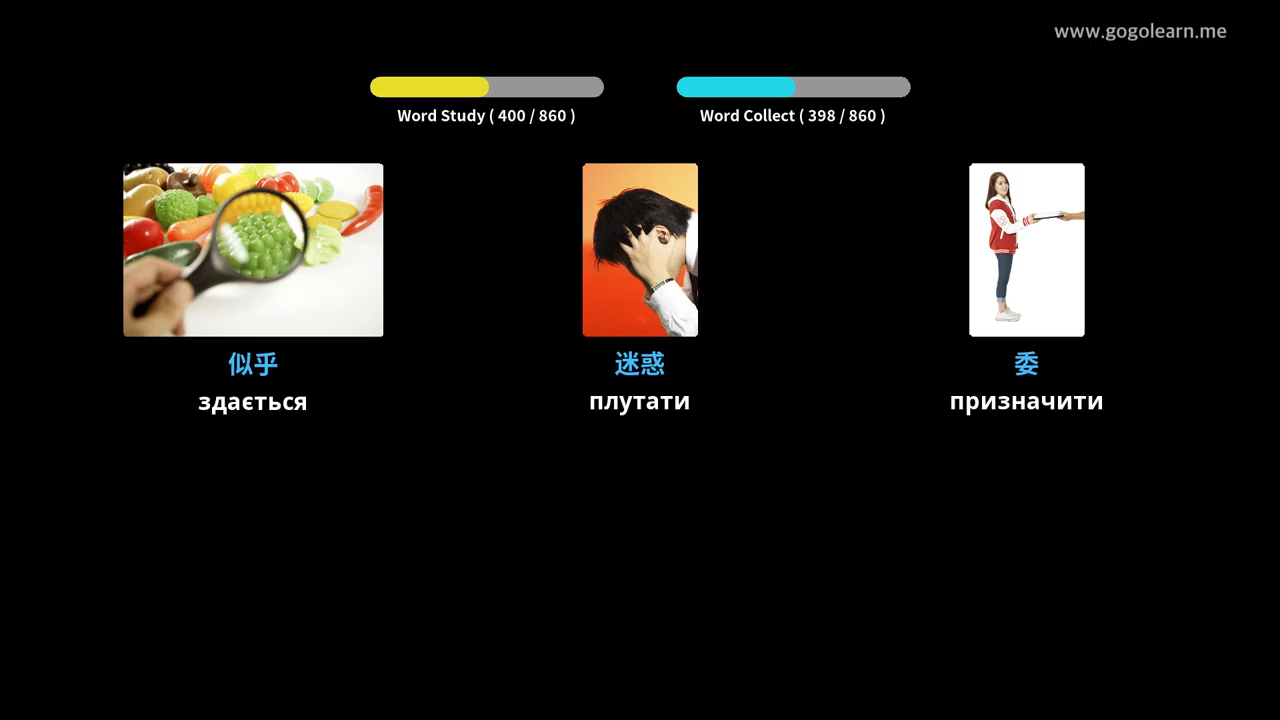 www.gogolearn.me
Word Study ( 400 / 860 )
Word Collect ( 398 / 860 )
似乎
здається
迷惑
плутати
委
призначити